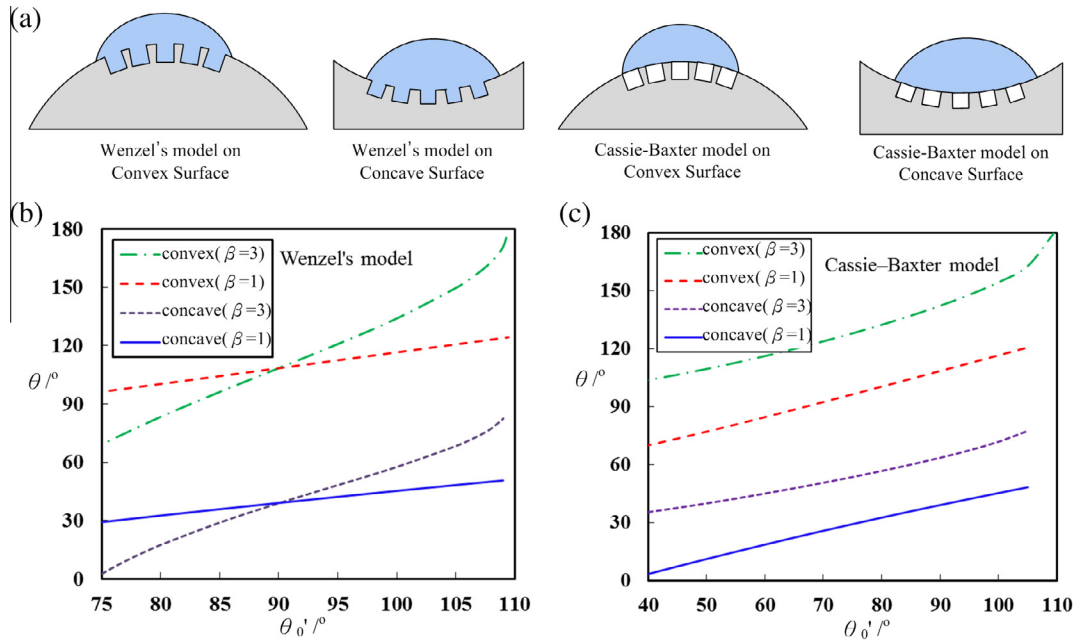 (a)
Wenzel's model on
Convex Surface
Wenzel's model on
Concave Surface
Cassie-Baxter model on
Convex Surface
Cassie-Baxter model on
Concave Surface
(b)
180
150
120
90
60
30
0
θ/°
convex(β=3)
convex(β=1)
concave(β=3)
concave(β=1)
Wenzel's model
75 80 85 90 95 100 105 110
θ₀'/°
(c)
180
150
120
90
60
30
0
θ/°
convex(β=3)
convex(β=1)
concave(β=3)
concave(β=1)
Cassie–Baxter model
40 50 60 70 80 90 100 110
θ₀'/°